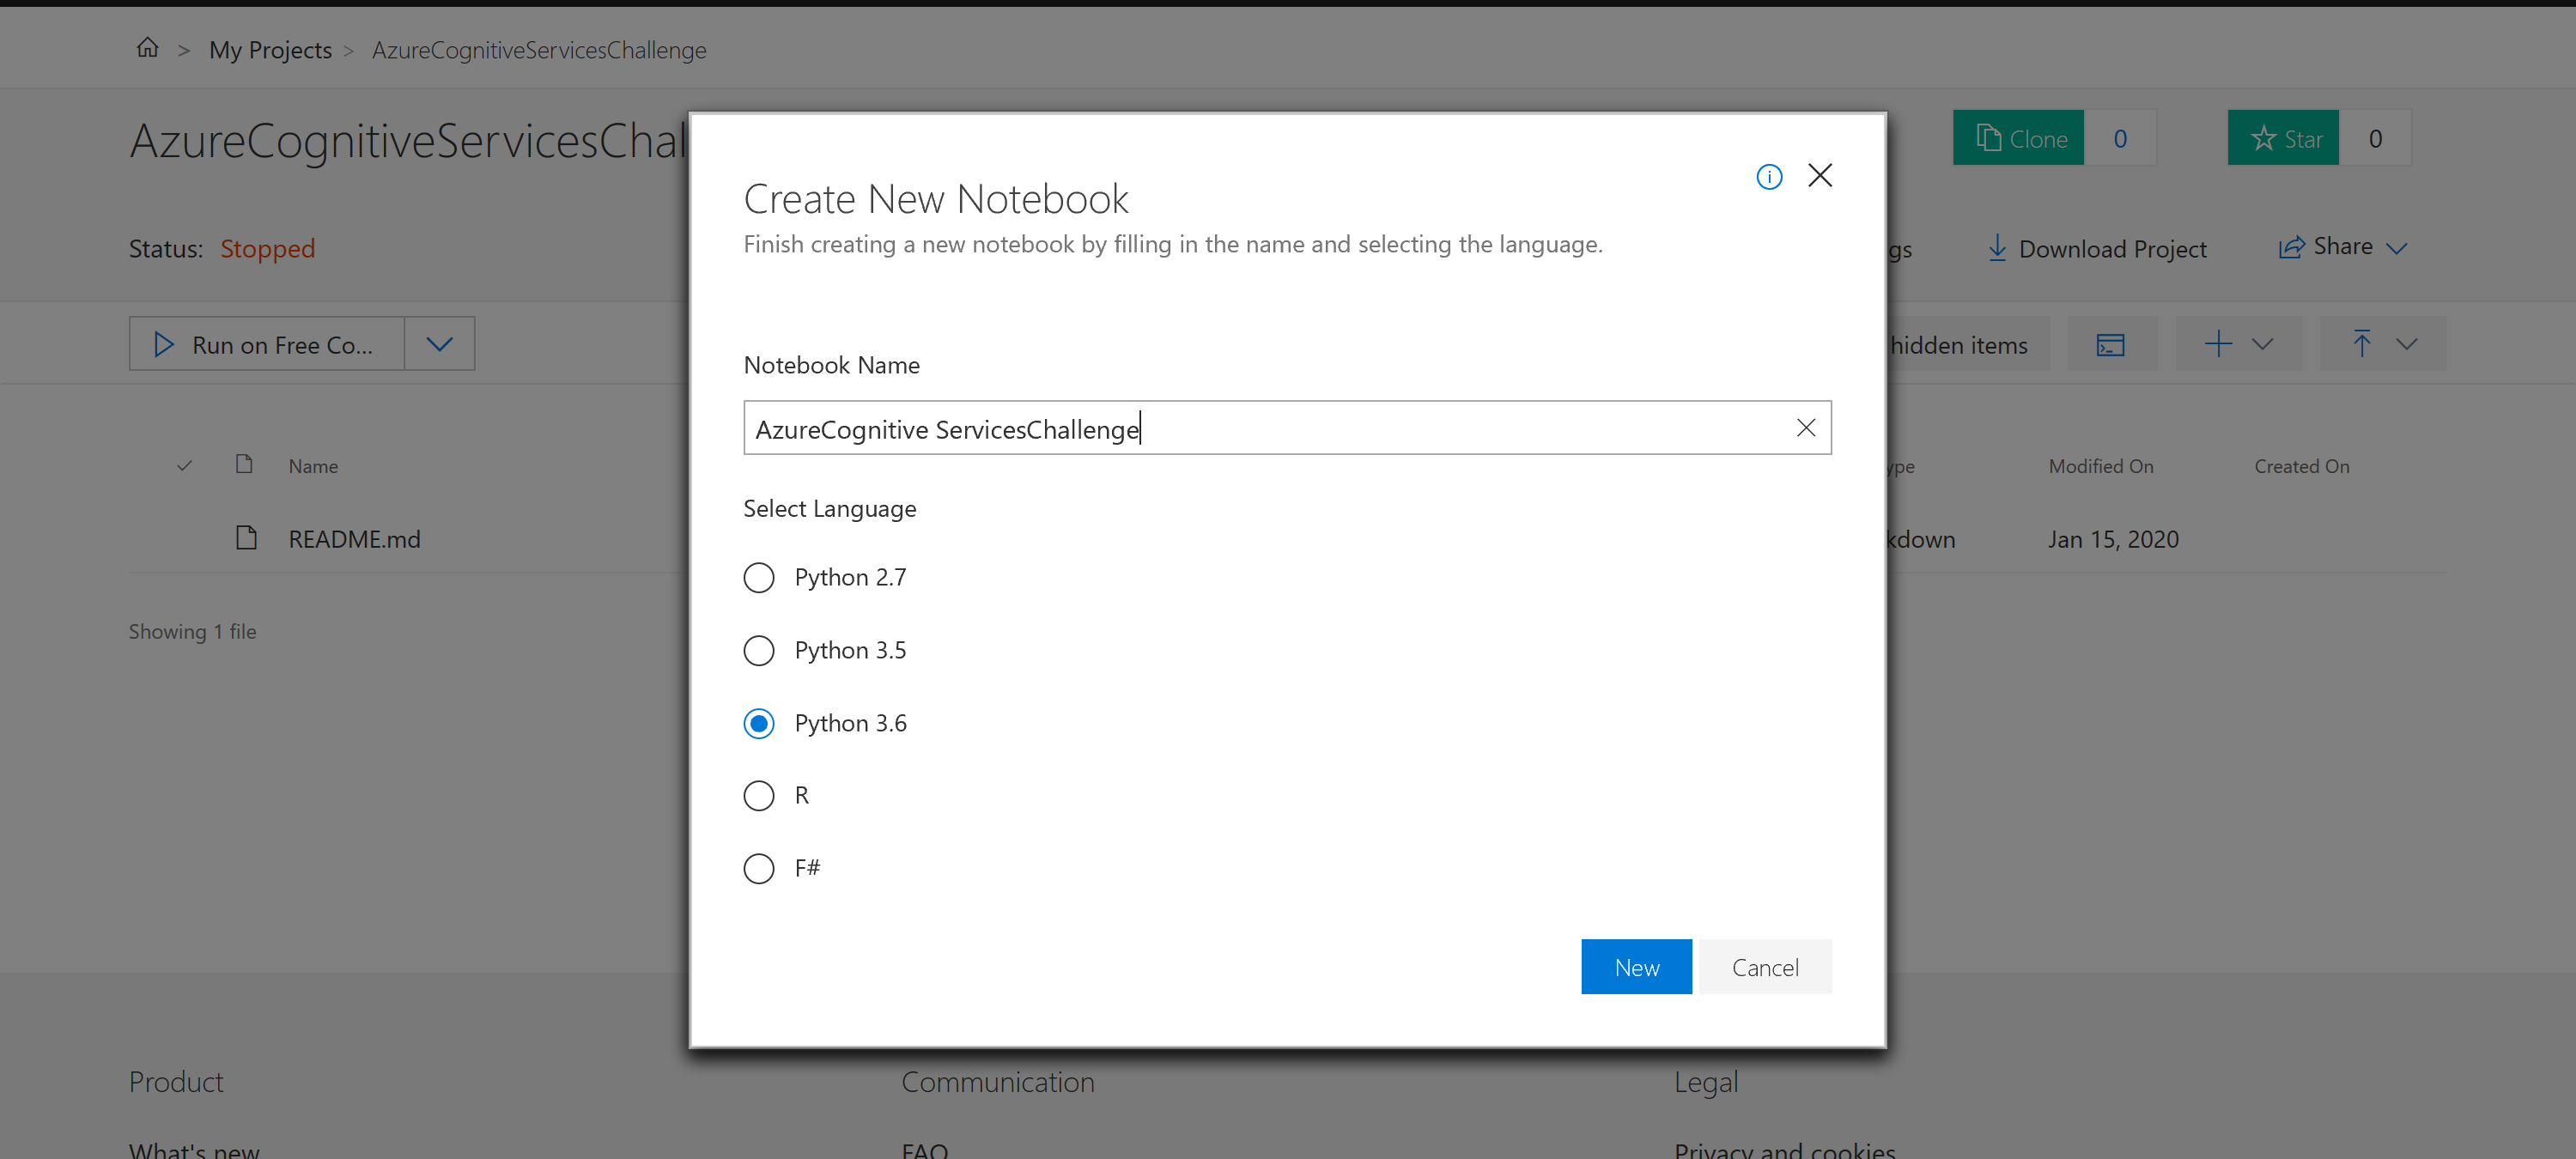 > My Projects > AzureCognitiveServicesChallenge
AzureCognitiveServicesChal
Clone 0
Star 0
Status: Stopped
Download Project
Share
Run on Free Co...
hidden items
Name
Modified On
Created On
README.md
kdown
Jan 15, 2020
Showing 1 file
Create New Notebook
Finish creating a new notebook by filling in the name and selecting the language.
Notebook Name
AzureCognitive ServicesChallenge
Select Language
Python 2.7
Python 3.5
Python 3.6
R
F#
New
Cancel
Product
Communication
Legal
What's new
FAQ
Privacy and cookies